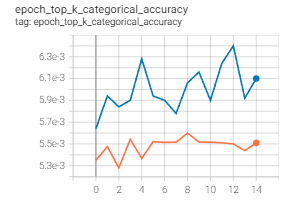 epoch_top_k_categorical_accuracy
tag: epoch_top_k_categorical_accuracy
6.3e-3
6.1e-3
5.9e-3
5.7e-3
5.5e-3
5.3e-3
0 2 4 6 8 10 12 14